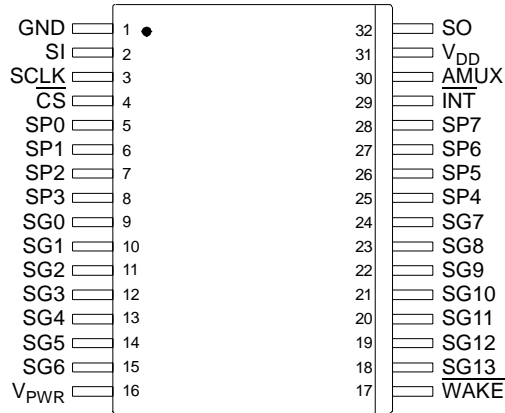 GND 1 32 SO
SI 2 31 VDD
SCLK 3 30 AMUX
CS 4 29 INT
SP0 5 28 SP7
SP1 6 27 SP6
SP2 7 26 SP5
SP3 8 25 SP4
SG0 9 24 SG7
SG1 10 23 SG8
SG2 11 22 SG9
SG3 12 21 SG10
SG4 13 20 SG11
SG5 14 19 SG12
SG6 15 18 SG13
VPWR 16 17 WAKE